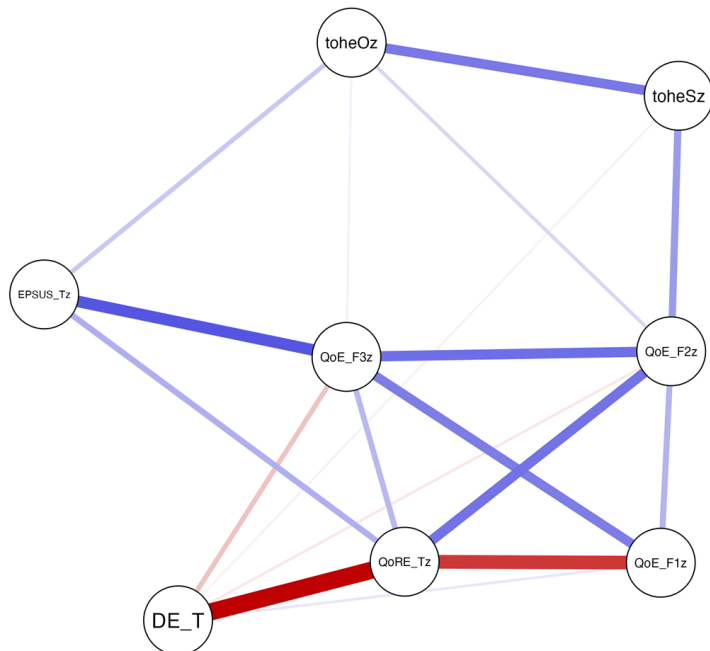 toheOz
toheSz
EPSUS_Tz
QoE_F3z
QoE_F2z
QoRE_Tz
QoE_F1z
DE_T